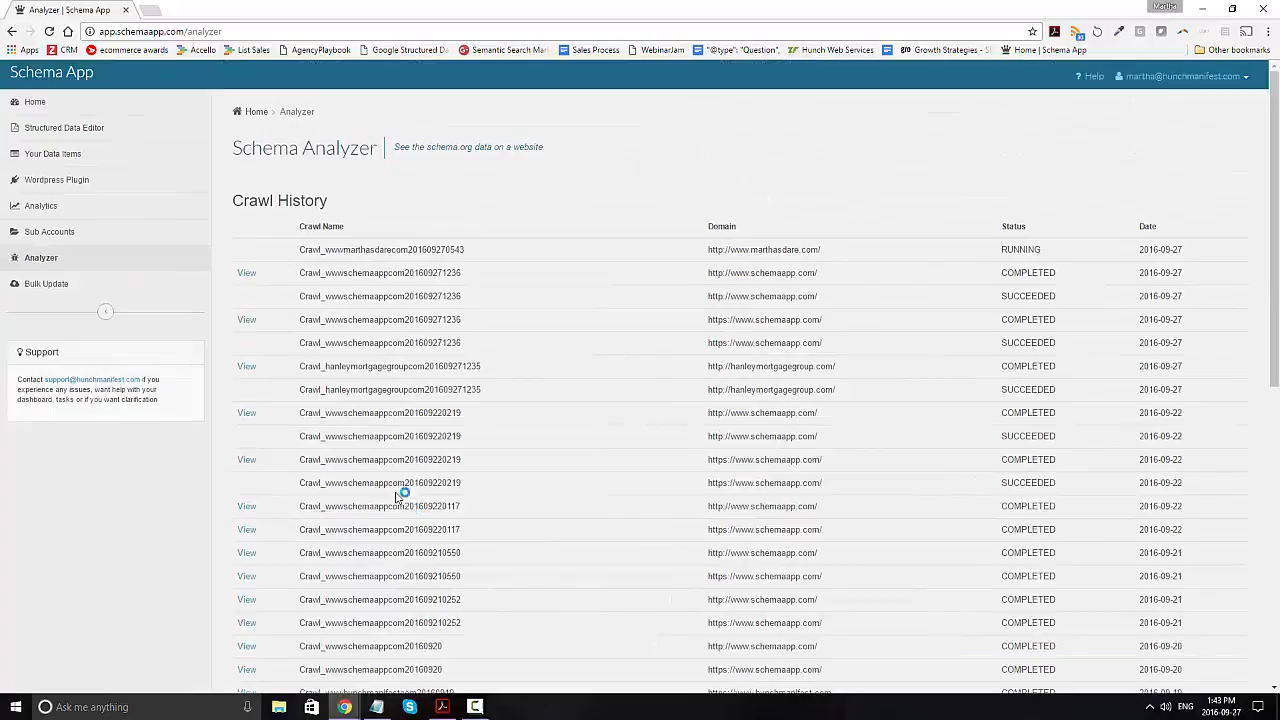 Analyzer | Schema App
Martha
app.schemaapp.com/analyzer
Apps CRM ecommerce awards Accello List Sales AgencyPlaybook Google Structured Da Semantic Search Mar Sales Process WebinarJam "@type": "Question", Hunch Web Services Growth Strategies - S Home | Schema App Other bookmarks
Schema App
Help martha@hunchmanifest.com
Home
Structured Data Editor
Your Data Items
Wordpress Plugin
Analytics
Sub Accounts
Analyzer
Bulk Update
Support
Contact support@hunchmanifest.com if you
experience any issues, want help with your
dashboard, tasks or if you want clarification
Home > Analyzer
Schema Analyzer See the schema.org data on a website
Crawl History
Crawl Name Domain Status Date
Crawl_wwwmarthasdarecom201609270543 http://www.marthasdare.com/ RUNNING 2016-09-27
View Crawl_wwwschemaappcom201609271236 http://www.schemaapp.com/ COMPLETED 2016-09-27
Crawl_wwwschemaappcom201609271236 http://www.schemaapp.com/ SUCCEEDED 2016-09-27
View Crawl_wwwschemaappcom201609271236 https://www.schemaapp.com/ COMPLETED 2016-09-27
Crawl_wwwschemaappcom201609271236 https://www.schemaapp.com/ SUCCEEDED 2016-09-27
View Crawl_hanleymortgagegroupcom201609271235 http://hanleymortgagegroup.com/ COMPLETED 2016-09-27
Crawl_hanleymortgagegroupcom201609271235 http://hanleymortgagegroup.com/ SUCCEEDED 2016-09-27
View Crawl_wwwschemaappcom201609220219 http://www.schemaapp.com/ COMPLETED 2016-09-22
Crawl_wwwschemaappcom201609220219 http://www.schemaapp.com/ SUCCEEDED 2016-09-22
View Crawl_wwwschemaappcom201609220219 https://www.schemaapp.com/ COMPLETED 2016-09-22
Crawl_wwwschemaappcom201609220219 https://www.schemaapp.com/ SUCCEEDED 2016-09-22
View Crawl_wwwschemaappcom201609220117 http://www.schemaapp.com/ COMPLETED 2016-09-22
View Crawl_wwwschemaappcom201609220117 https://www.schemaapp.com/ COMPLETED 2016-09-22
View Crawl_wwwschemaappcom201609210550 http://www.schemaapp.com/ COMPLETED 2016-09-21
View Crawl_wwwschemaappcom201609210550 https://www.schemaapp.com/ COMPLETED 2016-09-21
View Crawl_wwwschemaappcom201609210252 http://www.schemaapp.com/ COMPLETED 2016-09-21
View Crawl_wwwschemaappcom201609210252 https://www.schemaapp.com/ COMPLETED 2016-09-21
View Crawl_wwwschemaappcom20160920 http://www.schemaapp.com/ COMPLETED 2016-09-20
View Crawl_wwwschemaappcom20160920 https://www.schemaapp.com/ COMPLETED 2016-09-20
Ask me anything
ENG 1:43 PM
2016-09-27